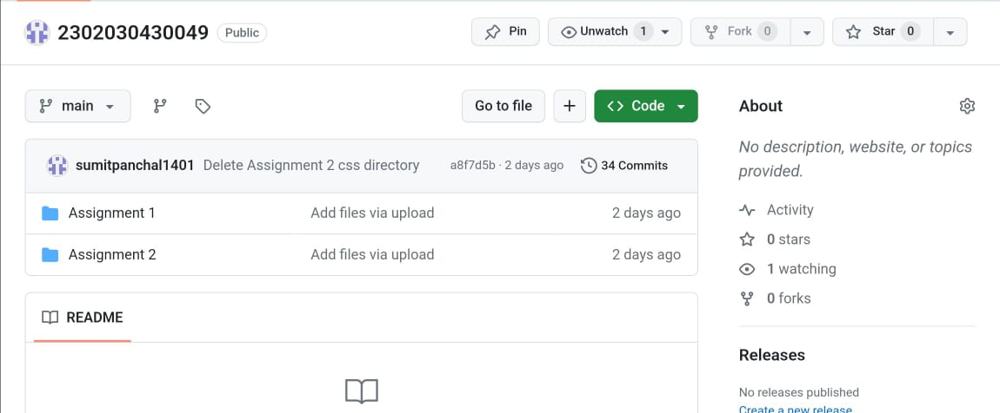 2302030430049 Public Pin Unwatch 1 Fork 0 Star 0
main Go to file + Code
sumitpanchal1401 Delete Assignment 2 css directory a8f7d5b · 2 days ago 34 Commits
Assignment 1 Add files via upload 2 days ago
Assignment 2 Add files via upload 2 days ago
README
About
No description, website, or topics
provided.
Activity
0 stars
1 watching
0 forks
Releases
No releases published
Create a new release